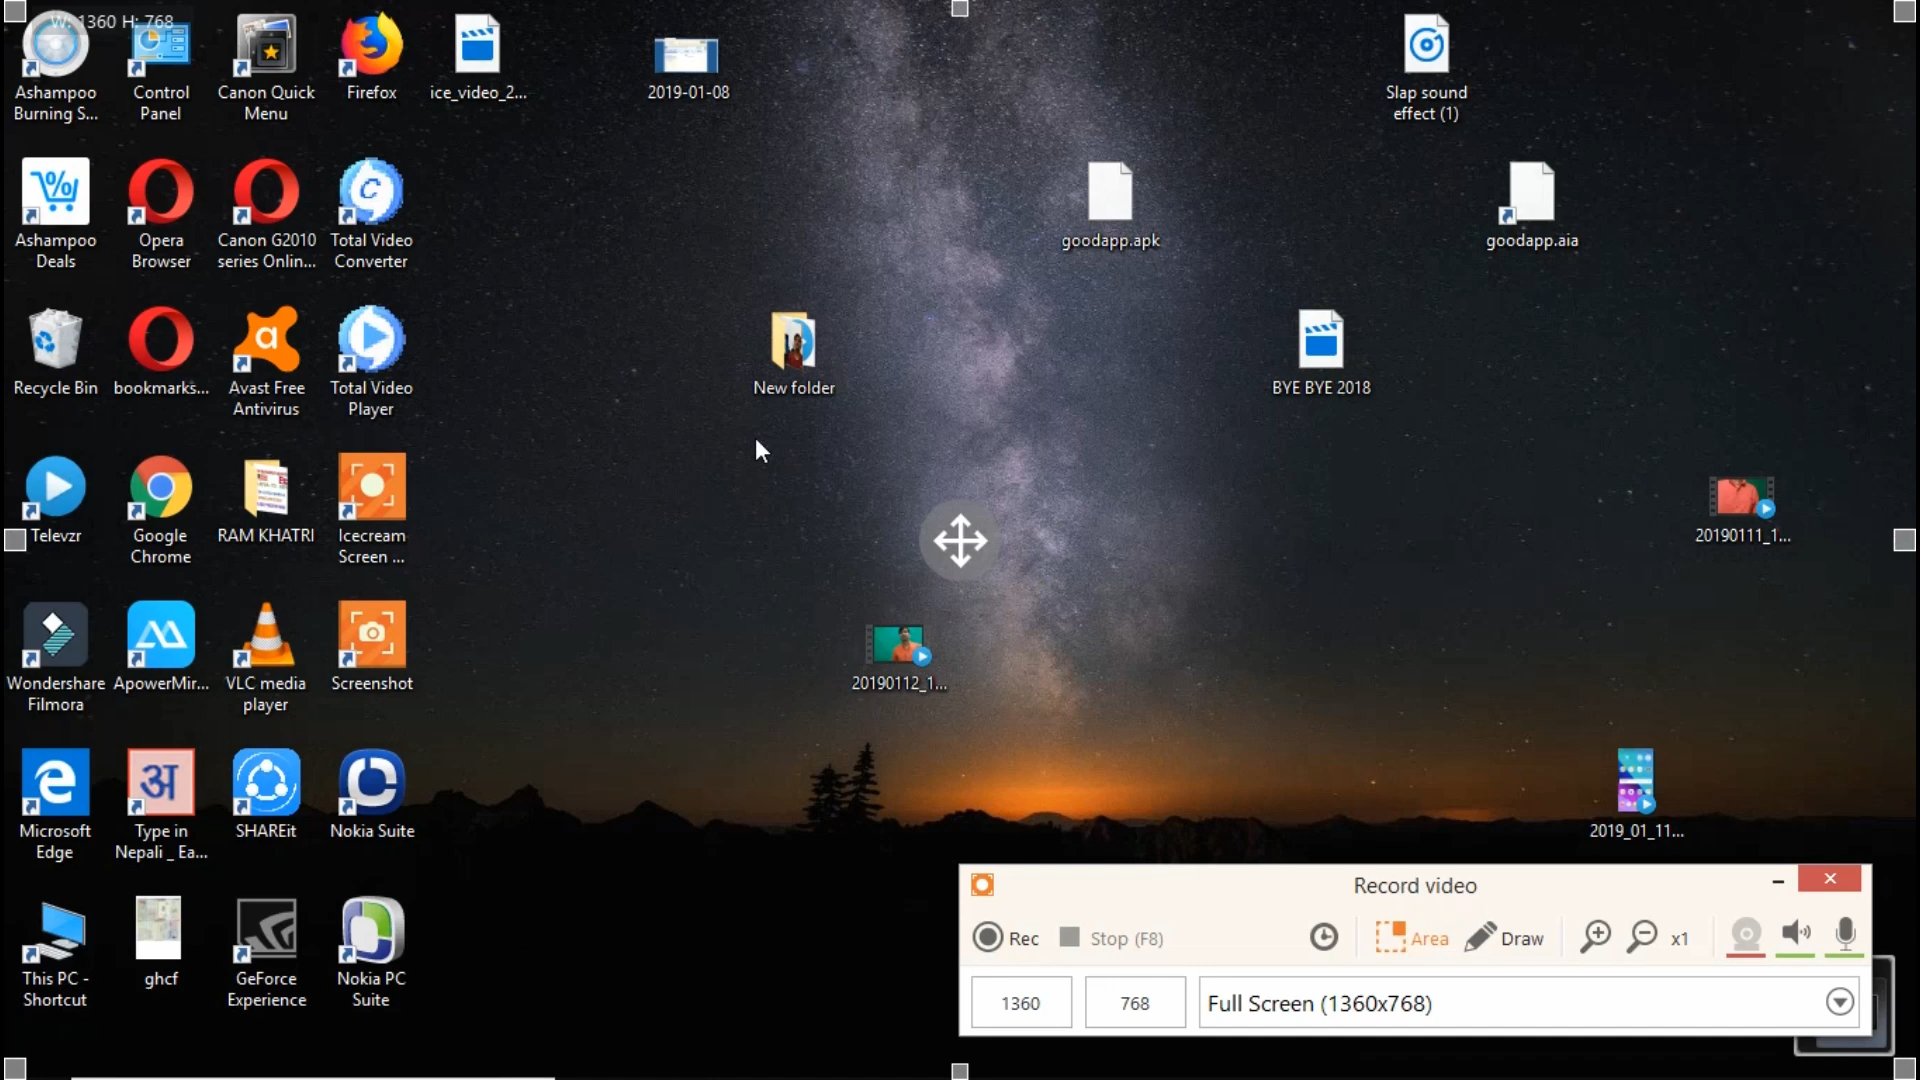 W: 1360 H: 768
Ashampoo
Burning S...
Control
Panel
Canon Quick
Menu
Firefox
ice_video_2...
2019-01-08
Slap sound
effect (1)
Ashampoo
Deals
Opera
Browser
Canon G2010
series Onlin...
Total Video
Converter
goodapp.apk
goodapp.aia
Recycle Bin
bookmarks...
Avast Free
Antivirus
Total Video
Player
New folder
BYE BYE 2018
Televzr
Google
Chrome
RAM KHATRI
Icecream
Screen ...
20190111_1...
Wondershare
Filmora
ApowerMir...
VLC media
player
Screenshot
20190112_1...
अ
Microsoft
Edge
Type in
Nepali _ Ea...
SHAREit
Nokia Suite
2019_01_11...
This PC -
Shortcut
ghcf
GeForce
Experience
Nokia PC
Suite
Record video
Rec
Stop (F8)
Area
Draw
x1
1360
768
Full Screen (1360x768)